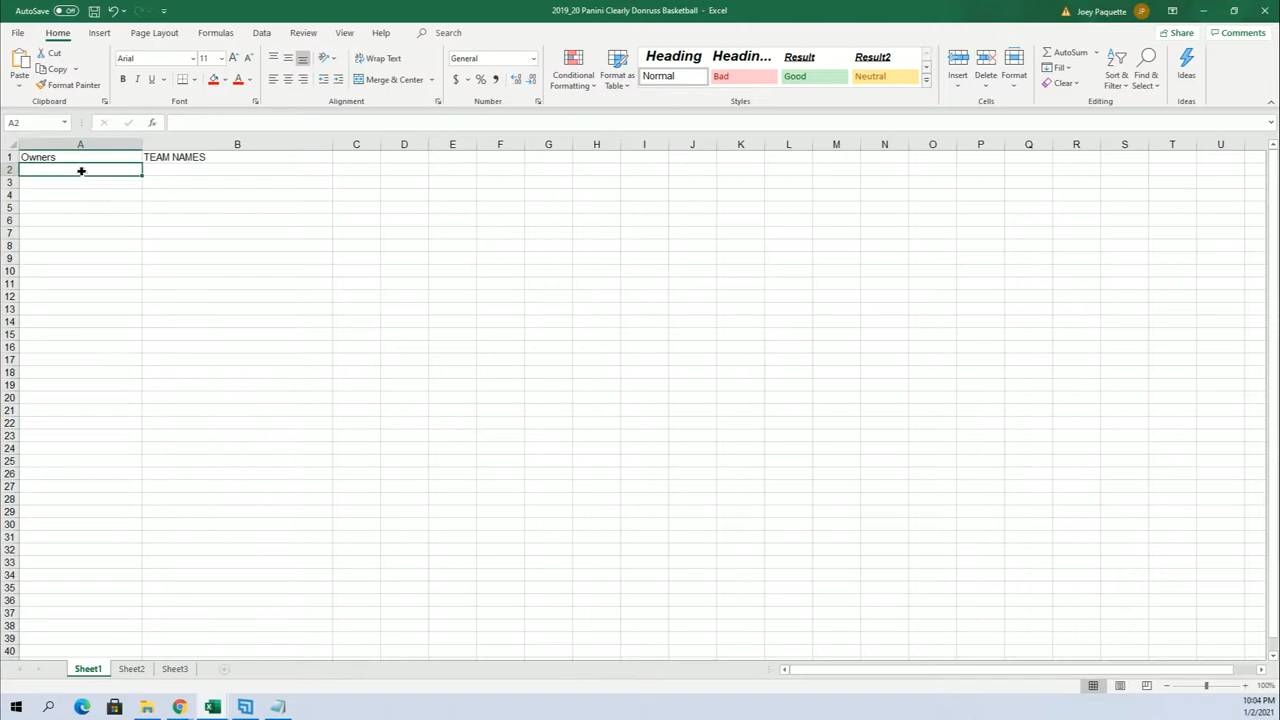 AutoSave Off 2019_20 Panini Clearly Donruss Basketball - Excel Joey Paquette JP
File Home Insert Page Layout Formulas Data Review View Help Search Share Comments
Paste Cut Copy Format Painter Clipboard
Arial 11 B I U Font
Wrap Text Merge & Center Alignment
General $ % Number
Conditional Formatting Format as Table
Heading Headin... Result Result2
Normal Bad Good Neutral
Styles
Insert Delete Format Cells
AutoSum Fill Clear Sort & Filter Find & Select Editing
Ideas Ideas
A2 fx
A B C D E F G H I J K L M N O P Q R S T U
1 Owners TEAM NAMES
2
3
4
5
6
7
8
9
10
11
12
13
14
15
16
17
18
19
20
21
22
23
24
25
26
27
28
29
30
31
32
33
34
35
36
37
38
39
40
Sheet1 Sheet2 Sheet3
100%
10:04 PM
1/2/2021